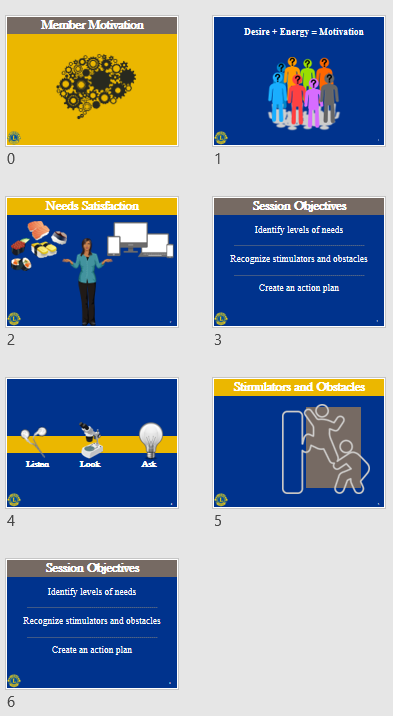 Member Motivation
0
Desire + Energy = Motivation
1
Needs Satisfaction
2
Session Objectives
Identify levels of needs
Recognize stimulators and obstacles
Create an action plan
3
Listen Look Ask
4
Stimulators and Obstacles
5
Session Objectives
Identify levels of needs
Recognize stimulators and obstacles
Create an action plan
6